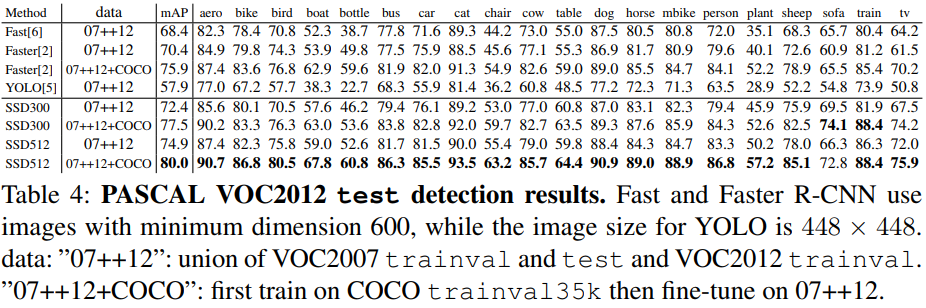 Method data mAP aero bike bird boat bottle bus car cat chair cow table dog horse mbike person plant sheep sofa train tv
Fast[6] 07++12 68.4 82.3 78.4 70.8 52.3 38.7 77.8 71.6 89.3 44.2 73.0 55.0 87.5 80.5 80.8 72.0 35.1 68.3 65.7 80.4 64.2
Faster[2] 07++12 70.4 84.9 79.8 74.3 53.9 49.8 77.5 75.9 88.5 45.6 77.1 55.3 86.9 81.7 80.9 79.6 40.1 72.6 60.9 81.2 61.5
Faster[2] 07++12+COCO 75.9 87.4 83.6 76.8 62.9 59.6 81.9 82.0 91.3 54.9 82.6 59.0 89.0 85.5 84.7 84.1 52.2 78.9 65.5 85.4 70.2
YOLO[5] 07++12 57.9 77.0 67.2 57.7 38.3 22.7 68.3 55.9 81.4 36.2 60.8 48.5 77.2 72.3 71.3 63.5 28.9 52.2 54.8 73.9 50.8
SSD300 07++12 72.4 85.6 80.1 70.5 57.6 46.2 79.4 76.1 89.2 53.0 77.0 60.8 87.0 83.1 82.3 79.4 45.9 75.9 69.5 81.9 67.5
SSD300 07++12+COCO 77.5 90.2 83.3 76.3 63.0 53.6 83.8 82.8 92.0 59.7 82.7 63.5 89.3 87.6 85.9 84.3 52.6 82.5 74.1 88.4 74.2
SSD512 07++12 74.9 87.4 82.3 75.8 59.0 52.6 81.7 81.5 90.0 55.4 79.0 59.8 88.4 84.3 84.7 83.3 50.2 78.0 66.3 86.3 72.0
SSD512 07++12+COCO 80.0 90.7 86.8 80.5 67.8 60.8 86.3 85.5 93.5 63.2 85.7 64.4 90.9 89.0 88.9 86.8 57.2 85.1 72.8 88.4 75.9
Table 4: PASCAL VOC2012 test detection results. Fast and Faster R-CNN use
images with minimum dimension 600, while the image size for YOLO is 448 × 448.
data: ”07++12”: union of VOC2007 trainval and test and VOC2012 trainval.
”07++12+COCO”: first train on COCO trainval35k then fine-tune on 07++12.